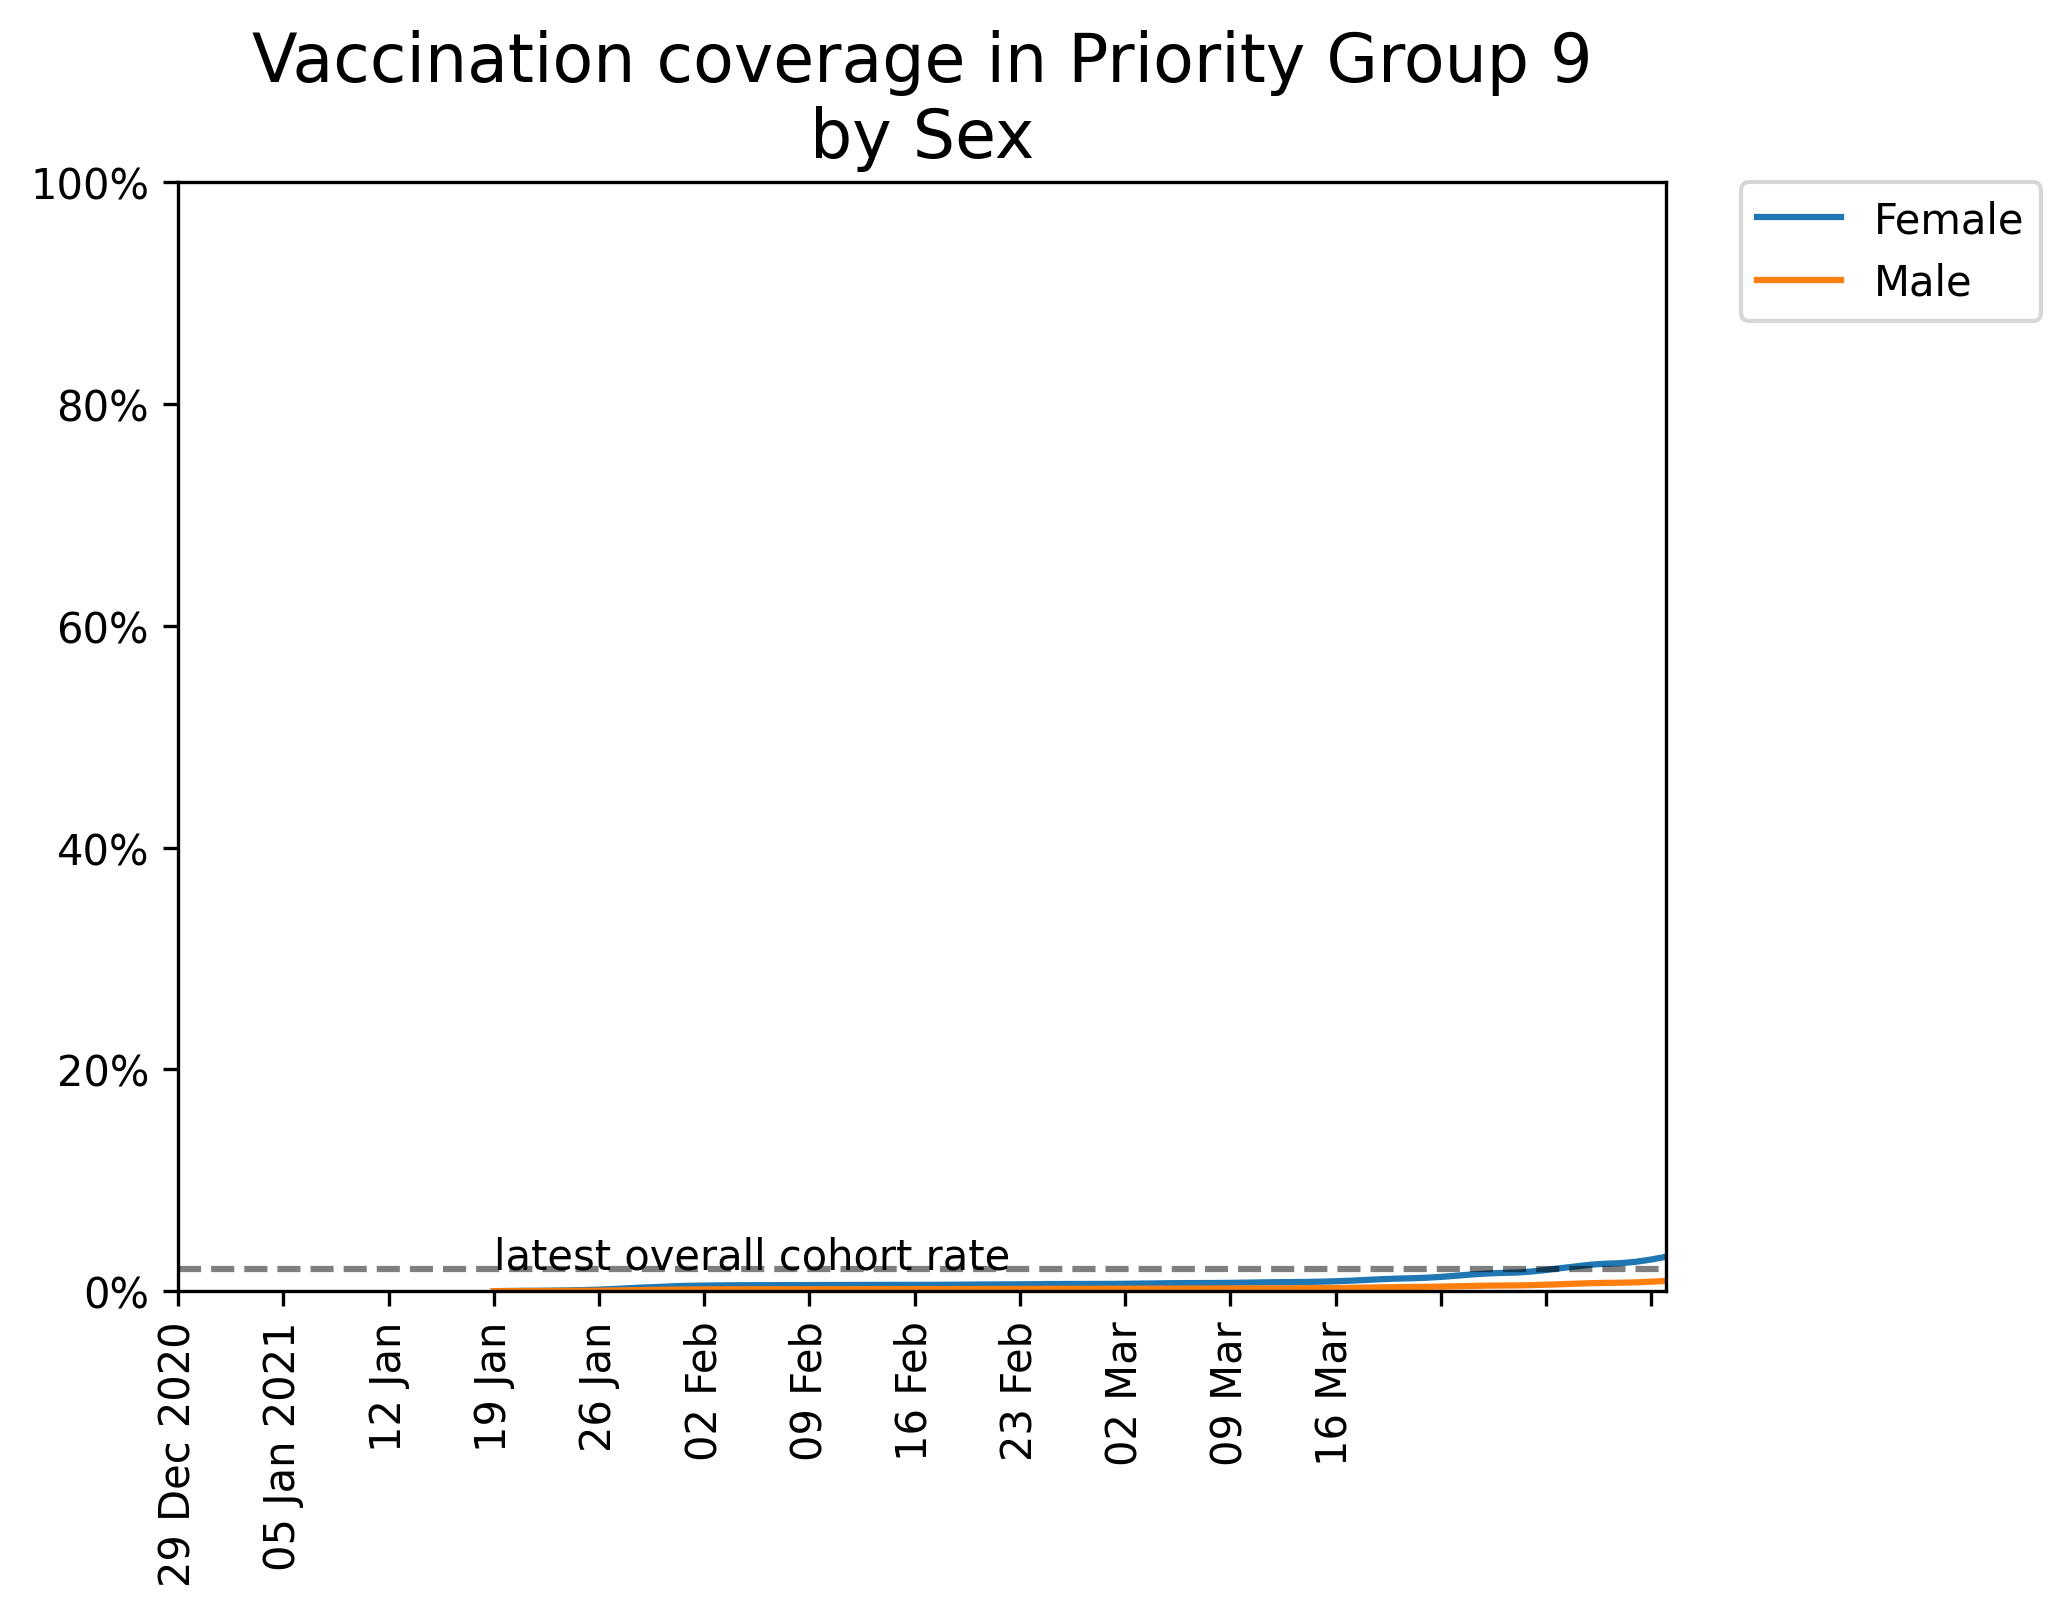 Vaccination coverage in Priority Group 9
by Sex
100%
80%
60%
40%
20%
0%
Female
Male
latest overall cohort rate
29 Dec 2020
05 Jan 2021
12 Jan
19 Jan
26 Jan
02 Feb
09 Feb
16 Feb
23 Feb
02 Mar
09 Mar
16 Mar